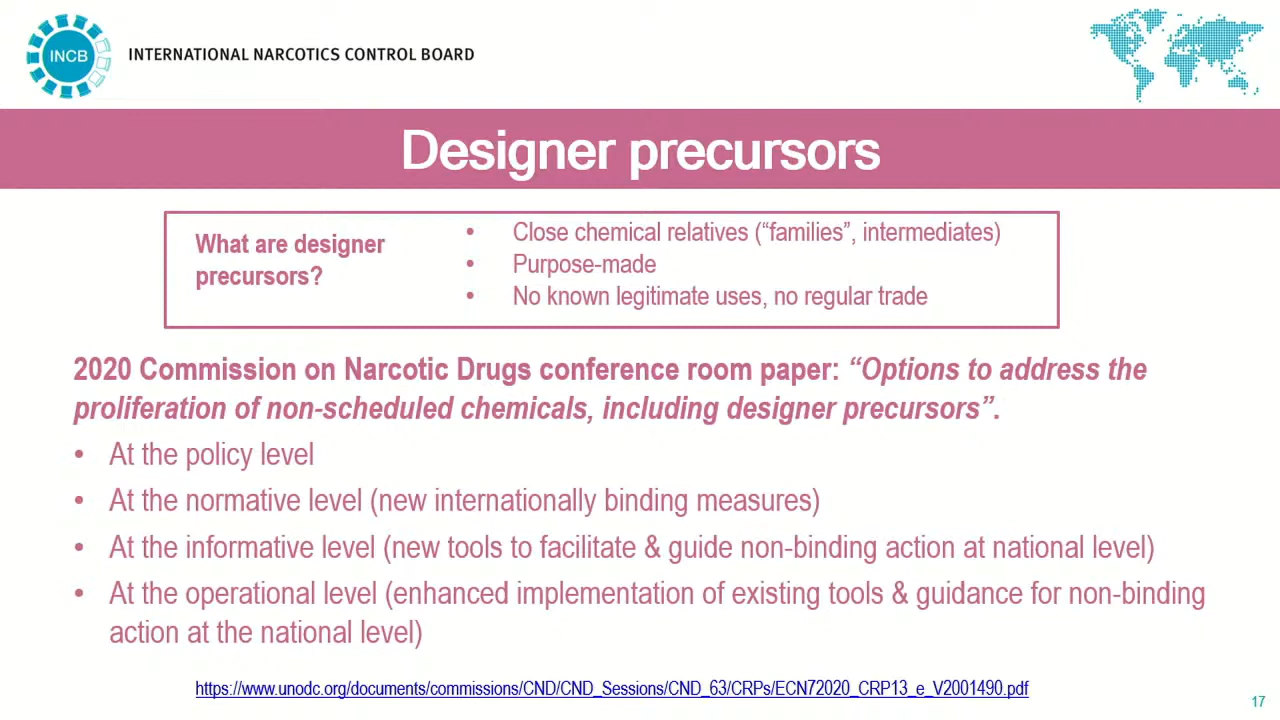 INCB
INTERNATIONAL NARCOTICS CONTROL BOARD
Designer precursors
What are designer
precursors?
• Close chemical relatives (“families”, intermediates)
• Purpose-made
• No known legitimate uses, no regular trade
2020 Commission on Narcotic Drugs conference room paper: “Options to address the
proliferation of non-scheduled chemicals, including designer precursors”.
• At the policy level
• At the normative level (new internationally binding measures)
• At the informative level (new tools to facilitate & guide non-binding action at national level)
• At the operational level (enhanced implementation of existing tools & guidance for non-binding
action at the national level)
https://www.unodc.org/documents/commissions/CND/CND_Sessions/CND_63/CRPs/ECN72020_CRP13_e_V2001490.pdf
17